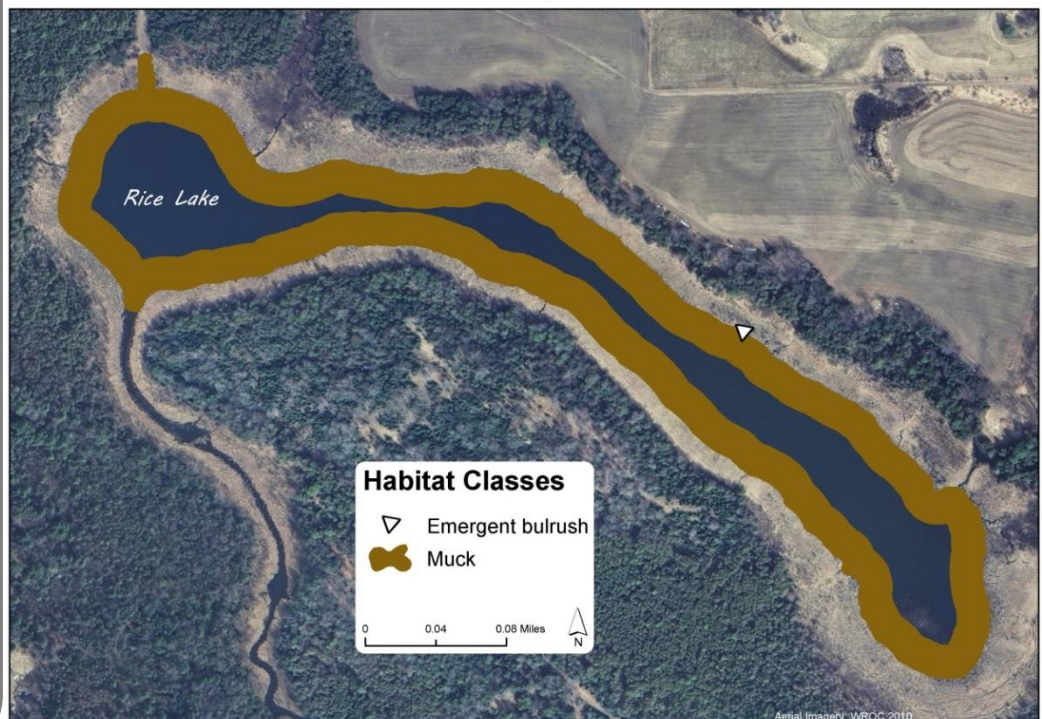 Rice Lake
Habitat Classes
Emergent bulrush
Muck
0 0.04 0.08 Miles
N
Aerial Imagery: WROC 2010